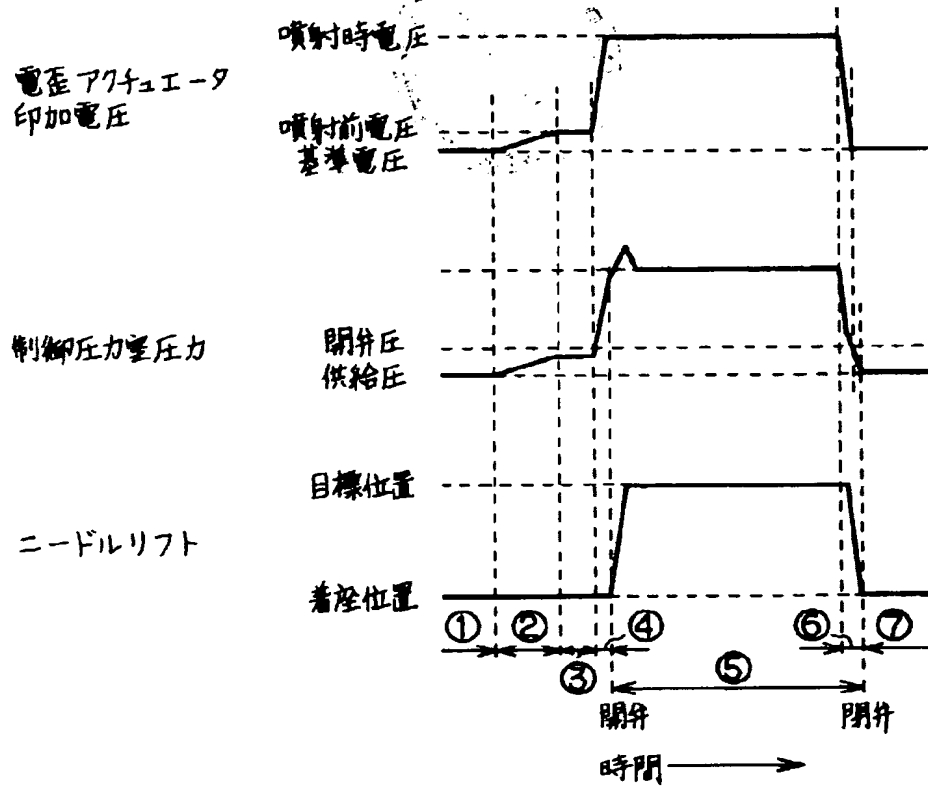 噴射時電圧
電歪アクチュエータ
印加電圧
噴射前電圧
基準電圧
制御圧力室圧力
開弁圧
供給圧
目標位置
ニードルリフト
着座位置
① ② ③ ④ ⑤ ⑥ ⑦
開弁
閉弁
時間